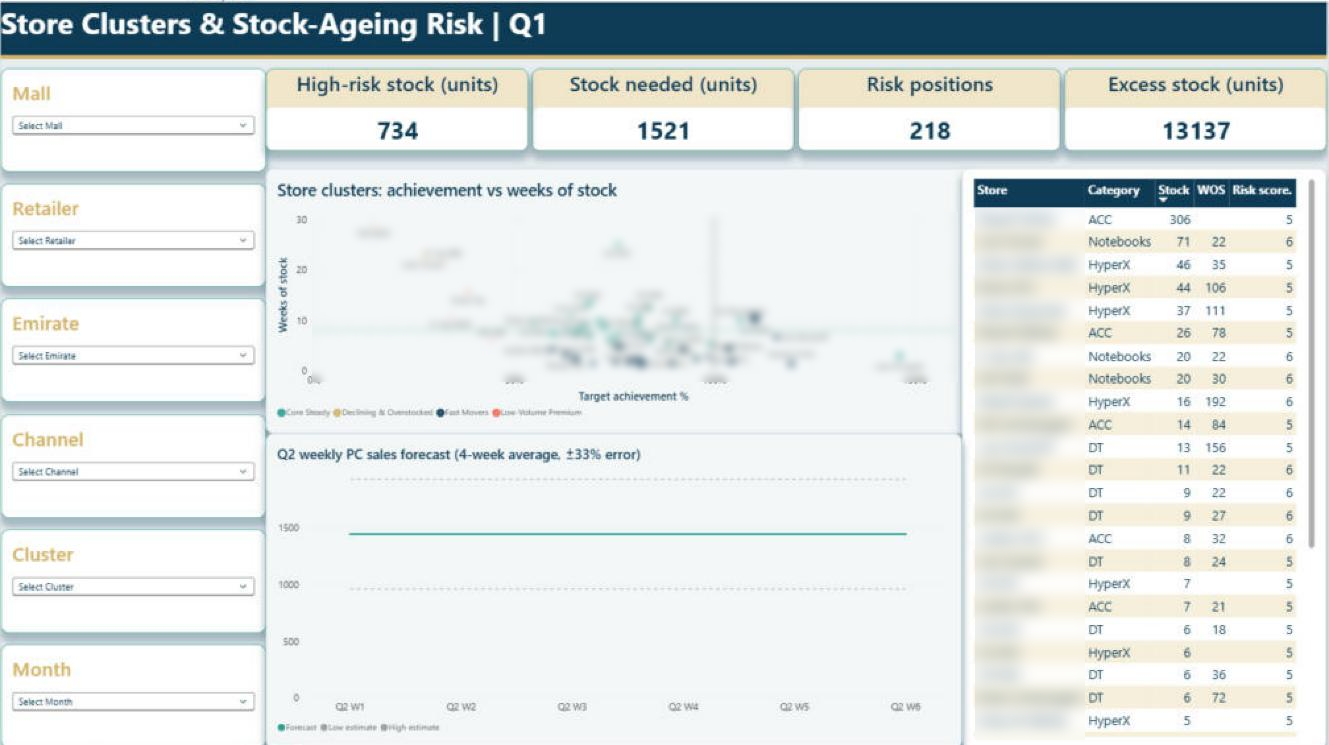 Store Clusters & Stock-Ageing Risk | Q1
Mall
Select Mall
Retailer
Select Retailer
Emirate
Select Emirate
Channel
Select Channel
Cluster
Select Cluster
Month
Select Month
High-risk stock (units)
734
Stock needed (units)
1521
Risk positions
218
Excess stock (units)
13137
Store clusters: achievement vs weeks of stock
Weeks of stock
30
20
10
0
Target achievement %
Core Steady Declining & Overstocked Fast Movers Low-Volume Premium
Q2 weekly PC sales forecast (4-week average, ±33% error)
1500
1000
500
0
Q2 W1 Q2 W2 Q2 W3 Q2 W4 Q2 W5 Q2 W6
Forecast Low estimate High estimate
Store Category Stock WOS Risk score.
ACC 306 5
Notebooks 71 22 6
HyperX 46 35 5
HyperX 44 106 5
HyperX 37 111 5
ACC 26 78 5
Notebooks 20 22 6
Notebooks 20 30 6
HyperX 16 192 6
ACC 14 84 5
DT 13 156 5
DT 11 22 6
DT 9 22 6
DT 9 27 6
ACC 8 32 6
DT 8 24 5
HyperX 7 5
ACC 7 21 5
DT 6 18 5
HyperX 6 5
DT 6 36 5
DT 6 72 5
HyperX 5 5